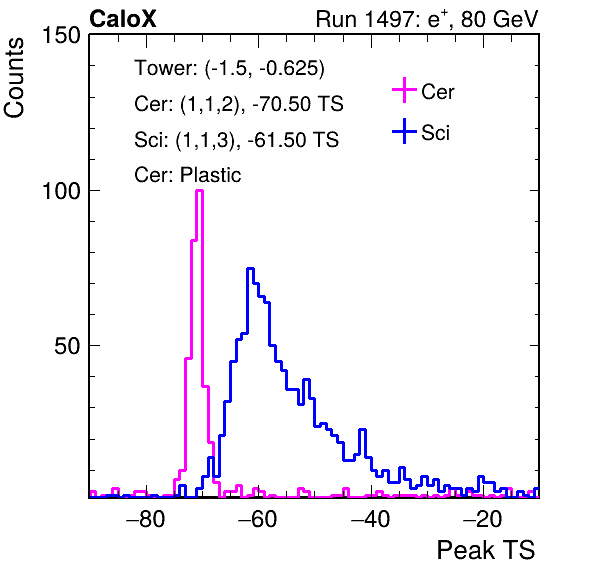 CaloX Run 1497: e⁺, 80 GeV
Counts
150
Tower: (-1.5, -0.625)
Cer: (1,1,2), -70.50 TS
Sci: (1,1,3), -61.50 TS
Cer: Plastic
Cer
Sci
100
50
−80 −60 −40 −20
Peak TS